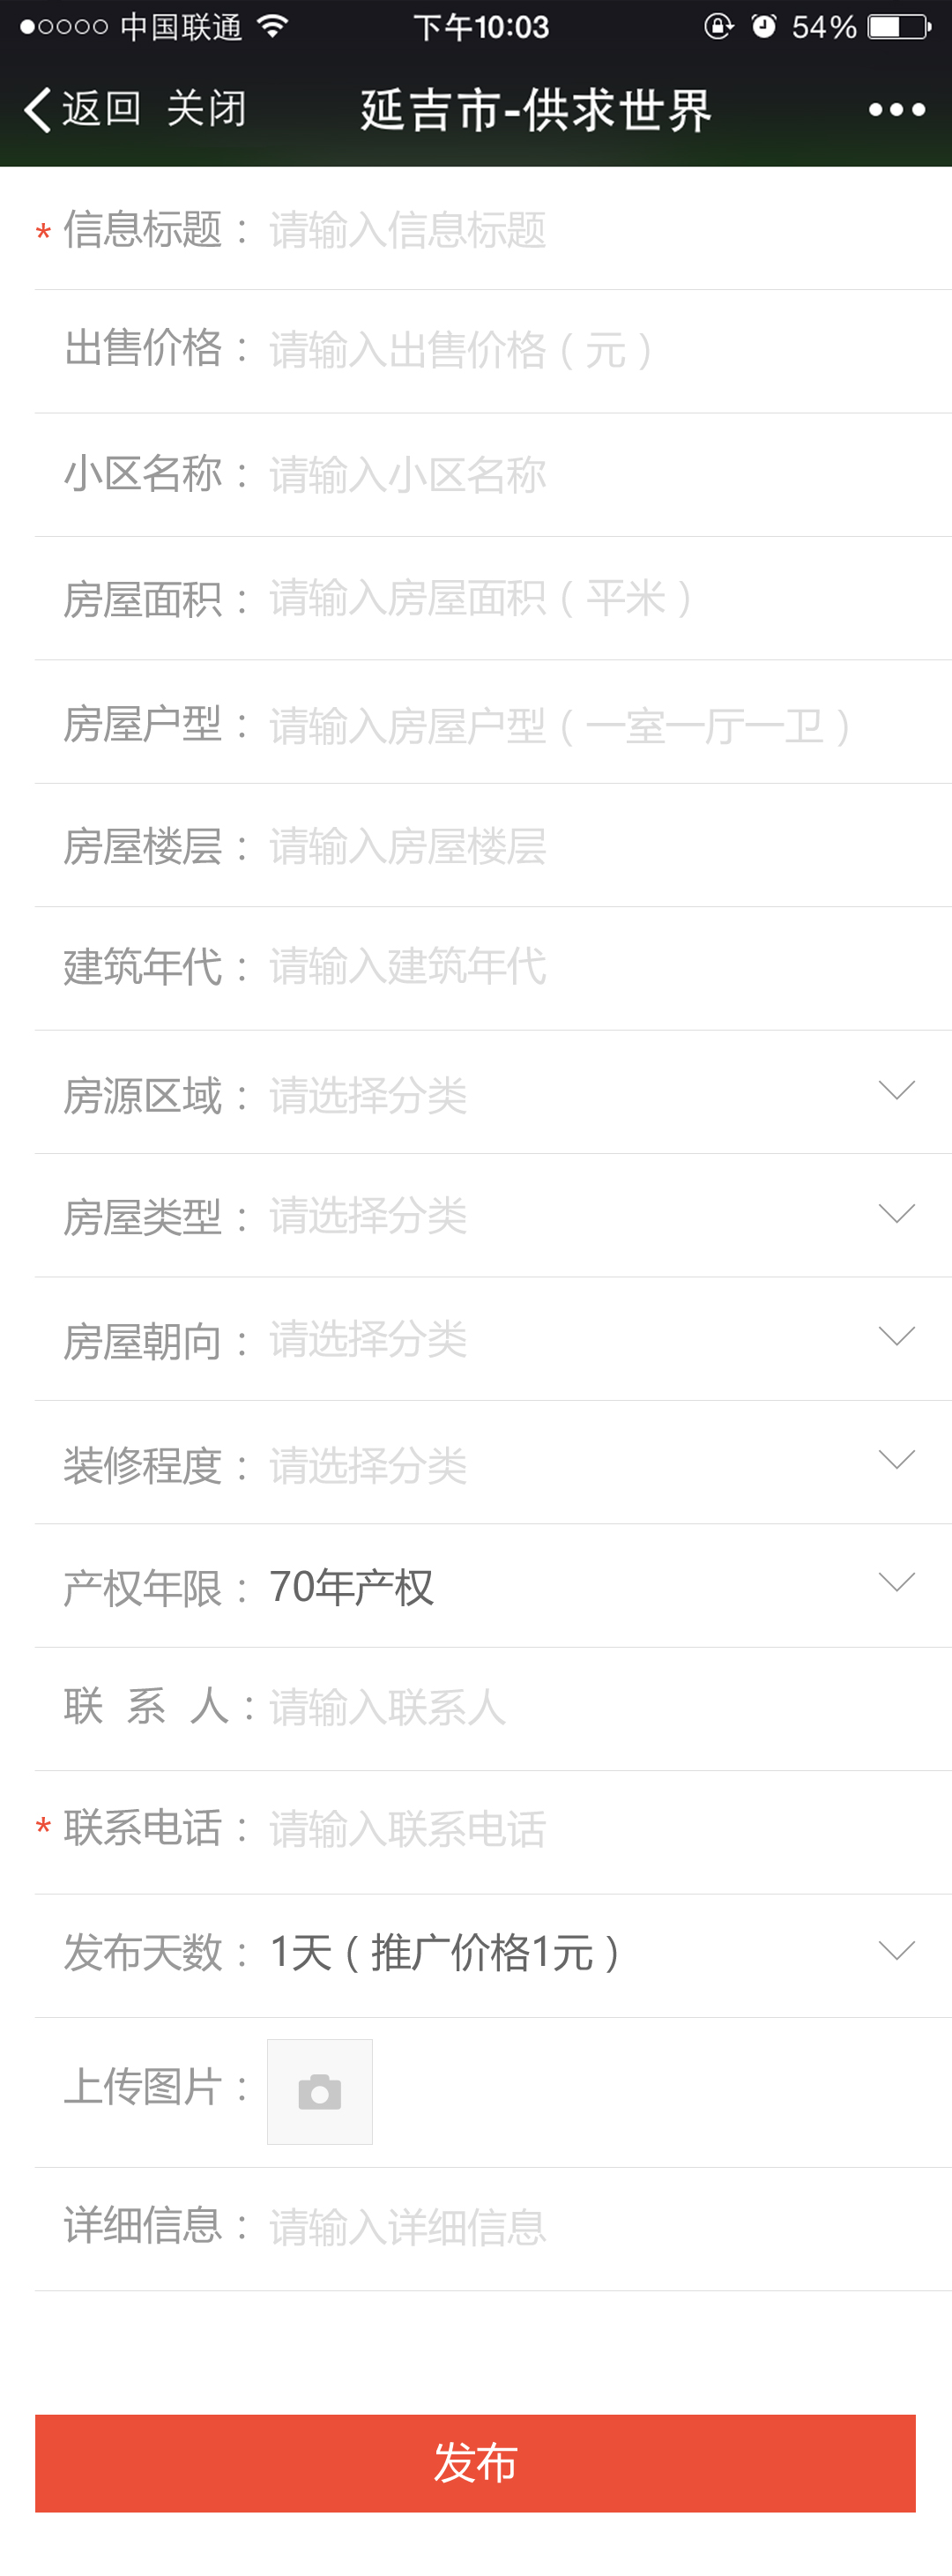 中国联通 下午10:03 54%
返回 关闭 延吉市-供求世界
* 信息标题： 请输入信息标题
出售价格： 请输入出售价格（元）
小区名称： 请输入小区名称
房屋面积： 请输入房屋面积（平米）
房屋户型： 请输入房屋户型（一室一厅一卫）
房屋楼层： 请输入房屋楼层
建筑年代： 请输入建筑年代
房源区域： 请选择分类
房屋类型： 请选择分类
房屋朝向： 请选择分类
装修程度： 请选择分类
产权年限： 70年产权
联 系 人： 请输入联系人
* 联系电话： 请输入联系电话
发布天数： 1天（推广价格1元）
上传图片：
详细信息： 请输入详细信息
发布